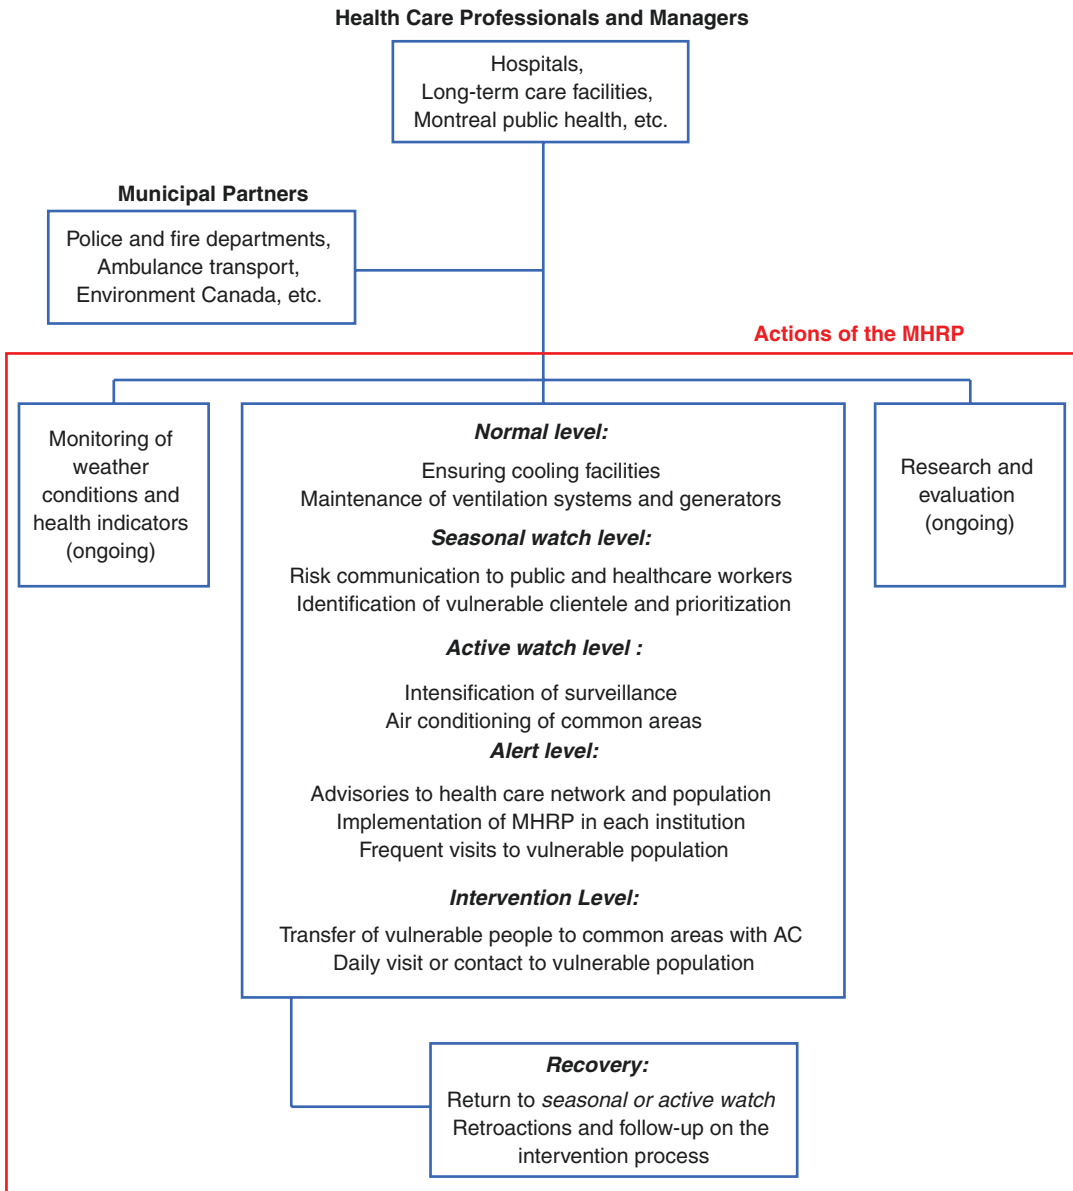 Health Care Professionals and Managers
Hospitals,
Long-term care facilities,
Montreal public health, etc.
Municipal Partners
Police and fire departments,
Ambulance transport,
Environment Canada, etc.
Actions of the MHRP
Monitoring of
weather
conditions and
health indicators
(ongoing)
Normal level:
Ensuring cooling facilities
Maintenance of ventilation systems and generators
Seasonal watch level:
Risk communication to public and healthcare workers
Identification of vulnerable clientele and prioritization
Active watch level :
Intensification of surveillance
Air conditioning of common areas
Alert level:
Advisories to health care network and population
Implementation of MHRP in each institution
Frequent visits to vulnerable population
Intervention Level:
Transfer of vulnerable people to common areas with AC
Daily visit or contact to vulnerable population
Research and
evaluation
(ongoing)
Recovery:
Return to seasonal or active watch
Retroactions and follow-up on the
intervention process